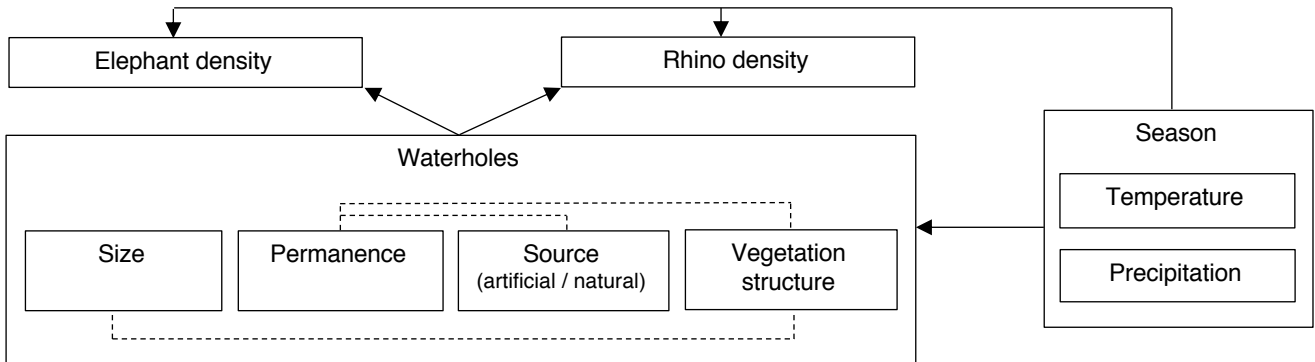 Elephant density
Rhino density
Season
Waterholes
Temperature
Size
Permanence
Source
(artificial / natural)
Vegetation
structure
Precipitation